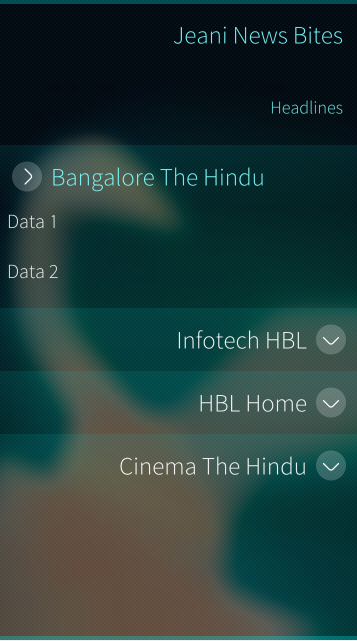 Jeani News Bites
Headlines
Bangalore The Hindu
Data 1
Data 2
Infotech HBL
HBL Home
Cinema The Hindu